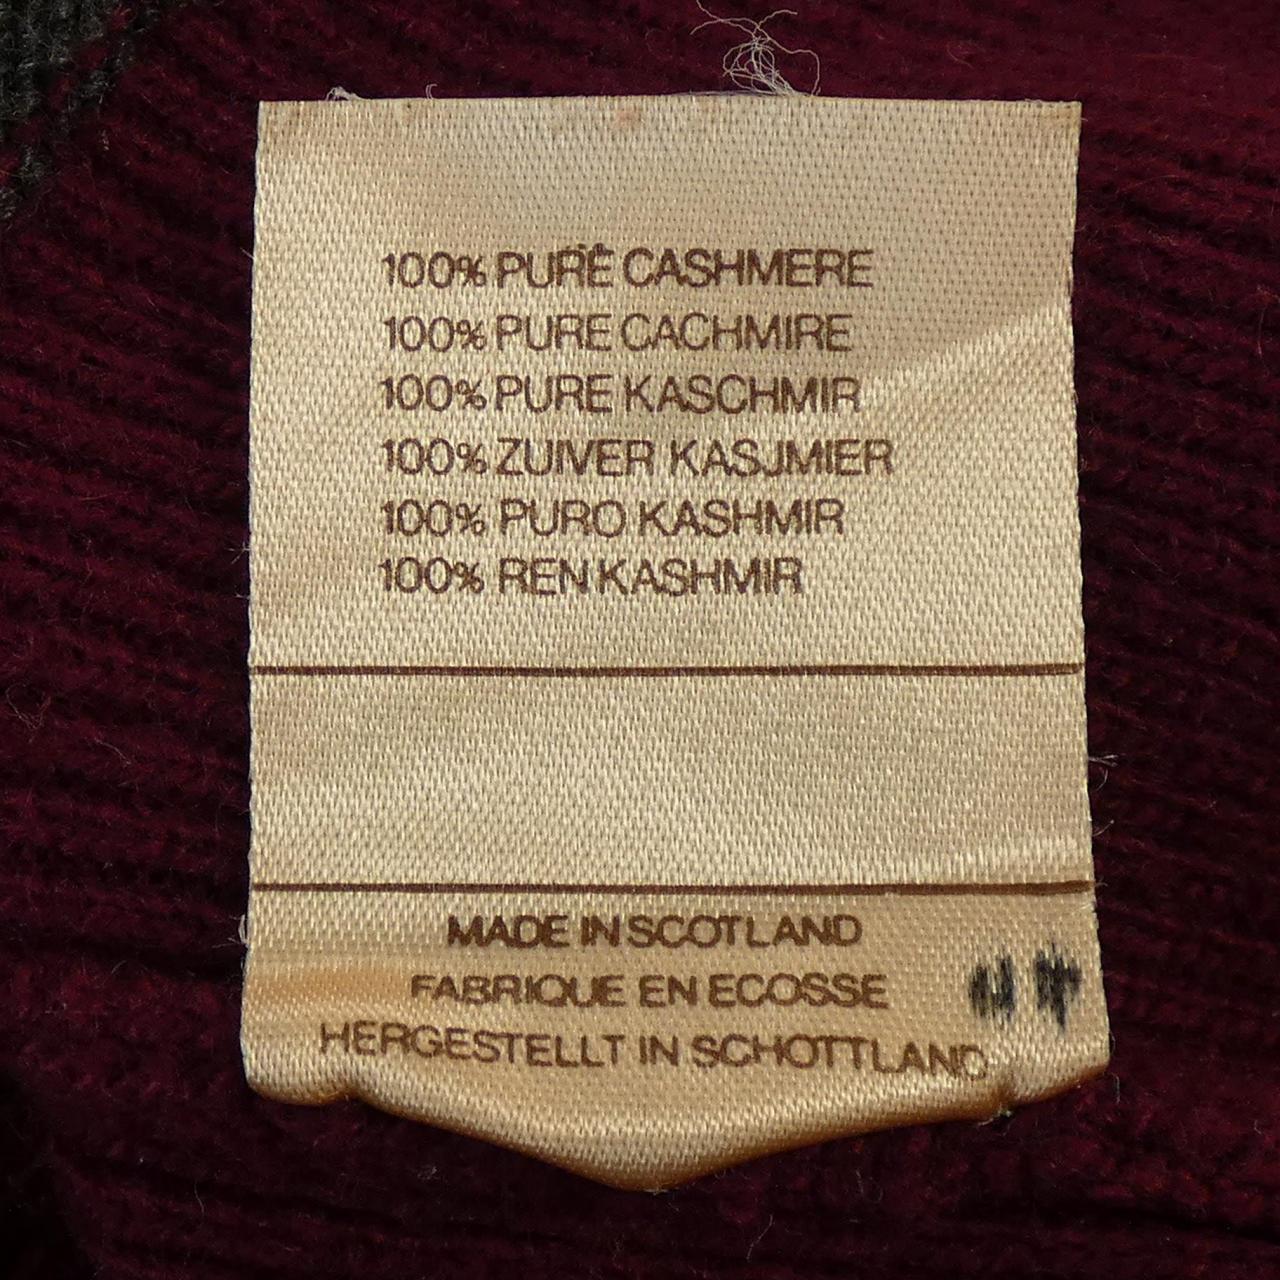 100% PURE CASHMERE
100% PURE CACHMIRE
100% PURE KASCHMIR
100% ZUIVER KASJMIER
100% PURO KASHMIR
100% REN KASHMIR
MADE IN SCOTLAND
FABRIQUE EN ECOSSE
HERGESTELLT IN SCHOTTLAND